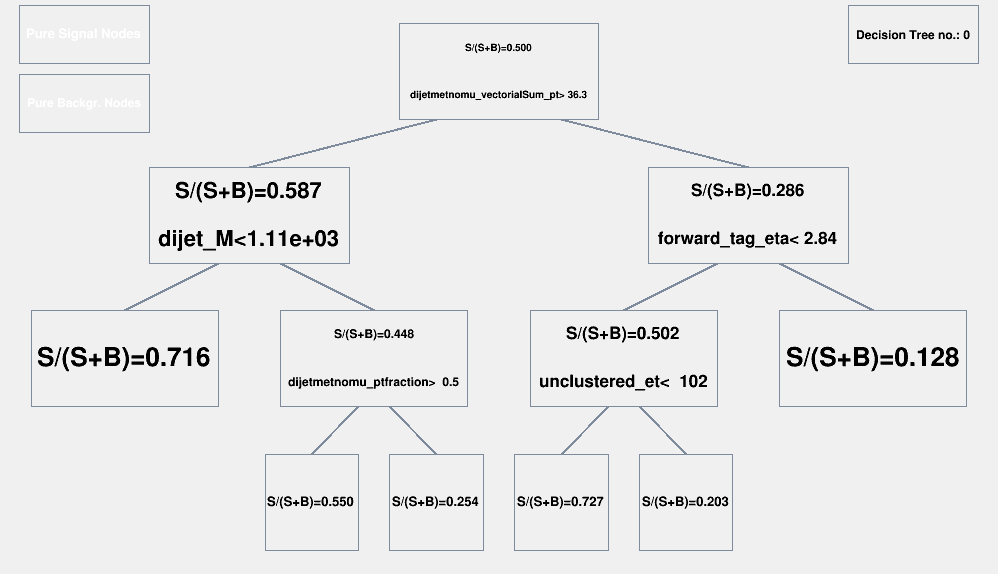 Pure Signal Nodes
Pure Backgr. Nodes
Decision Tree no.: 0
S/(S+B)=0.500
dijetmetnomu_vectorialSum_pt> 36.3
S/(S+B)=0.587
dijet_M<1.11e+03
S/(S+B)=0.286
forward_tag_eta< 2.84
S/(S+B)=0.716
S/(S+B)=0.448
dijetmetnomu_ptfraction>  0.5
S/(S+B)=0.502
unclustered_et<  102
S/(S+B)=0.128
S/(S+B)=0.550
S/(S+B)=0.254
S/(S+B)=0.727
S/(S+B)=0.203